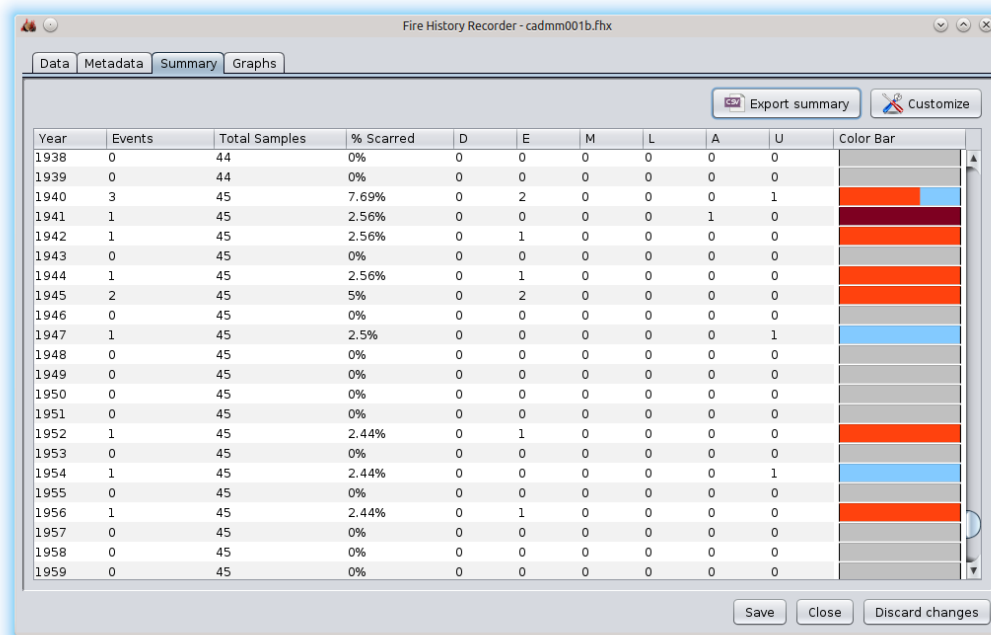 Fire History Recorder - cadmm001b.fhx
Data Metadata Summary Graphs
CSV Export summary Customize
Year Events Total Samples % Scarred D E M L A U Color Bar
1938 0 44 0% 0 0 0 0 0 0
1939 0 44 0% 0 0 0 0 0 0
1940 3 45 7.69% 0 2 0 0 0 1
1941 1 45 2.56% 0 0 0 0 1 0
1942 1 45 2.56% 0 1 0 0 0 0
1943 0 45 0% 0 0 0 0 0 0
1944 1 45 2.56% 0 1 0 0 0 0
1945 2 45 5% 0 2 0 0 0 0
1946 0 45 0% 0 0 0 0 0 0
1947 1 45 2.5% 0 0 0 0 0 1
1948 0 45 0% 0 0 0 0 0 0
1949 0 45 0% 0 0 0 0 0 0
1950 0 45 0% 0 0 0 0 0 0
1951 0 45 0% 0 0 0 0 0 0
1952 1 45 2.44% 0 1 0 0 0 0
1953 0 45 0% 0 0 0 0 0 0
1954 1 45 2.44% 0 0 0 0 0 1
1955 0 45 0% 0 0 0 0 0 0
1956 1 45 2.44% 0 1 0 0 0 0
1957 0 45 0% 0 0 0 0 0 0
1958 0 45 0% 0 0 0 0 0 0
1959 0 45 0% 0 0 0 0 0 0
Save Close Discard changes